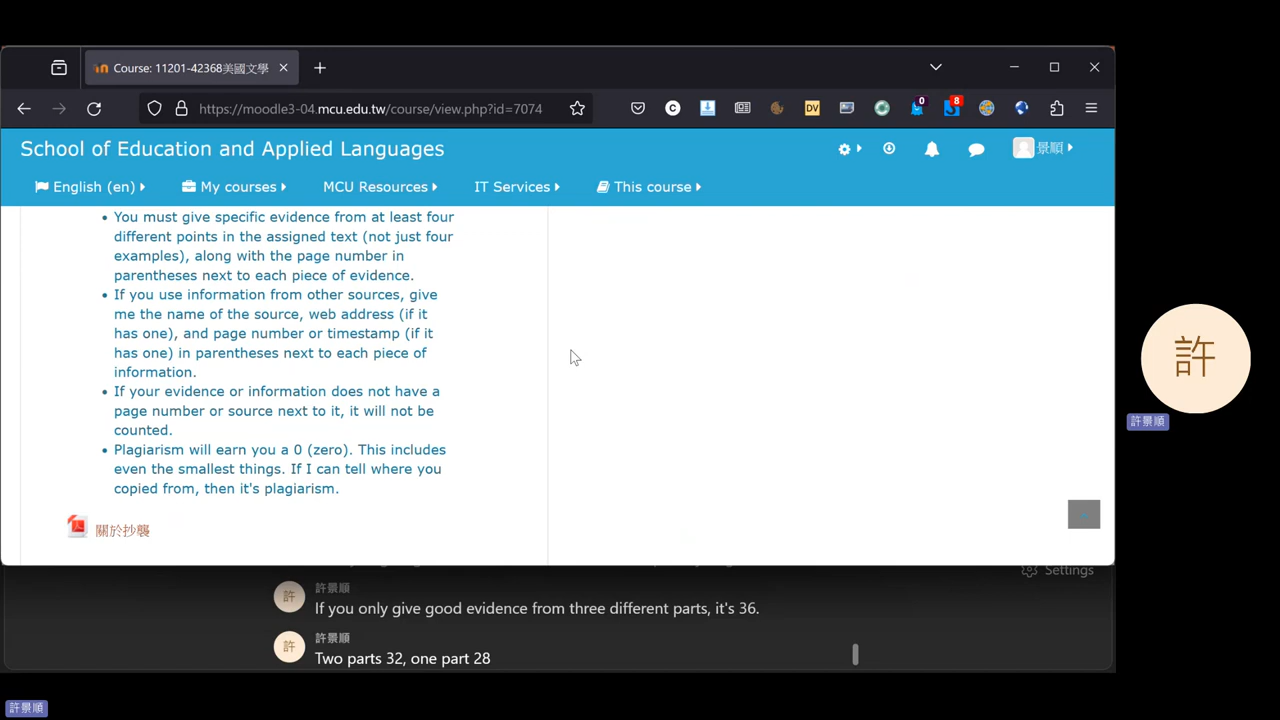 Course: 11201-42368美國文學
https://moodle3-04.mcu.edu.tw/course/view.php?id=7074
C
DV
0
8
School of Education and Applied Languages
景順
English (en)
My courses
MCU Resources
IT Services
This course
You must give specific evidence from at least four
different points in the assigned text (not just four
examples), along with the page number in
parentheses next to each piece of evidence.
If you use information from other sources, give
me the name of the source, web address (if it
has one), and page number or timestamp (if it
has one) in parentheses next to each piece of
information.
If your evidence or information does not have a
page number or source next to it, it will not be
counted.
Plagiarism will earn you a 0 (zero). This includes
even the smallest things. If I can tell where you
copied from, then it's plagiarism.
關於抄襲
Settings
許
許景順
If you only give good evidence from three different parts, it's 36.
許
許景順
Two parts 32, one part 28
許
許景順
許景順